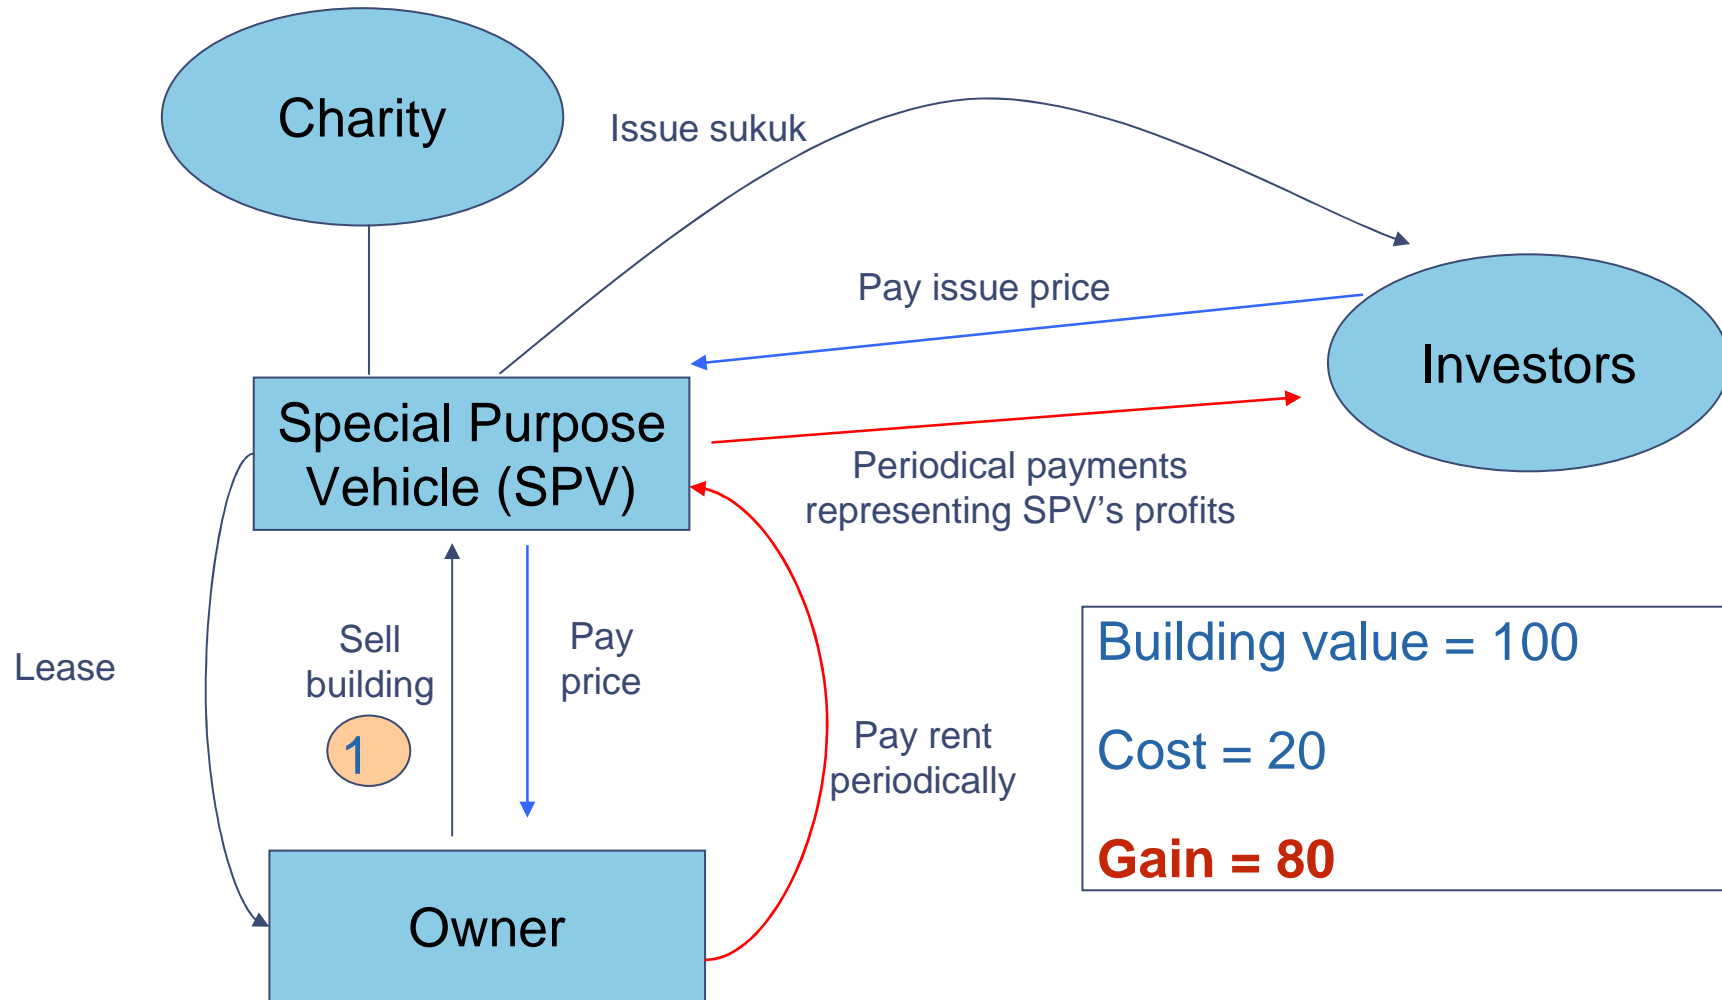 Charity
Issue sukuk
Pay issue price
Investors
Special Purpose
Vehicle (SPV)
Periodical payments
representing SPV’s profits
Lease
Sell
building
1
Pay
price
Pay rent
periodically
Building value = 100
Cost = 20
Gain = 80
Owner